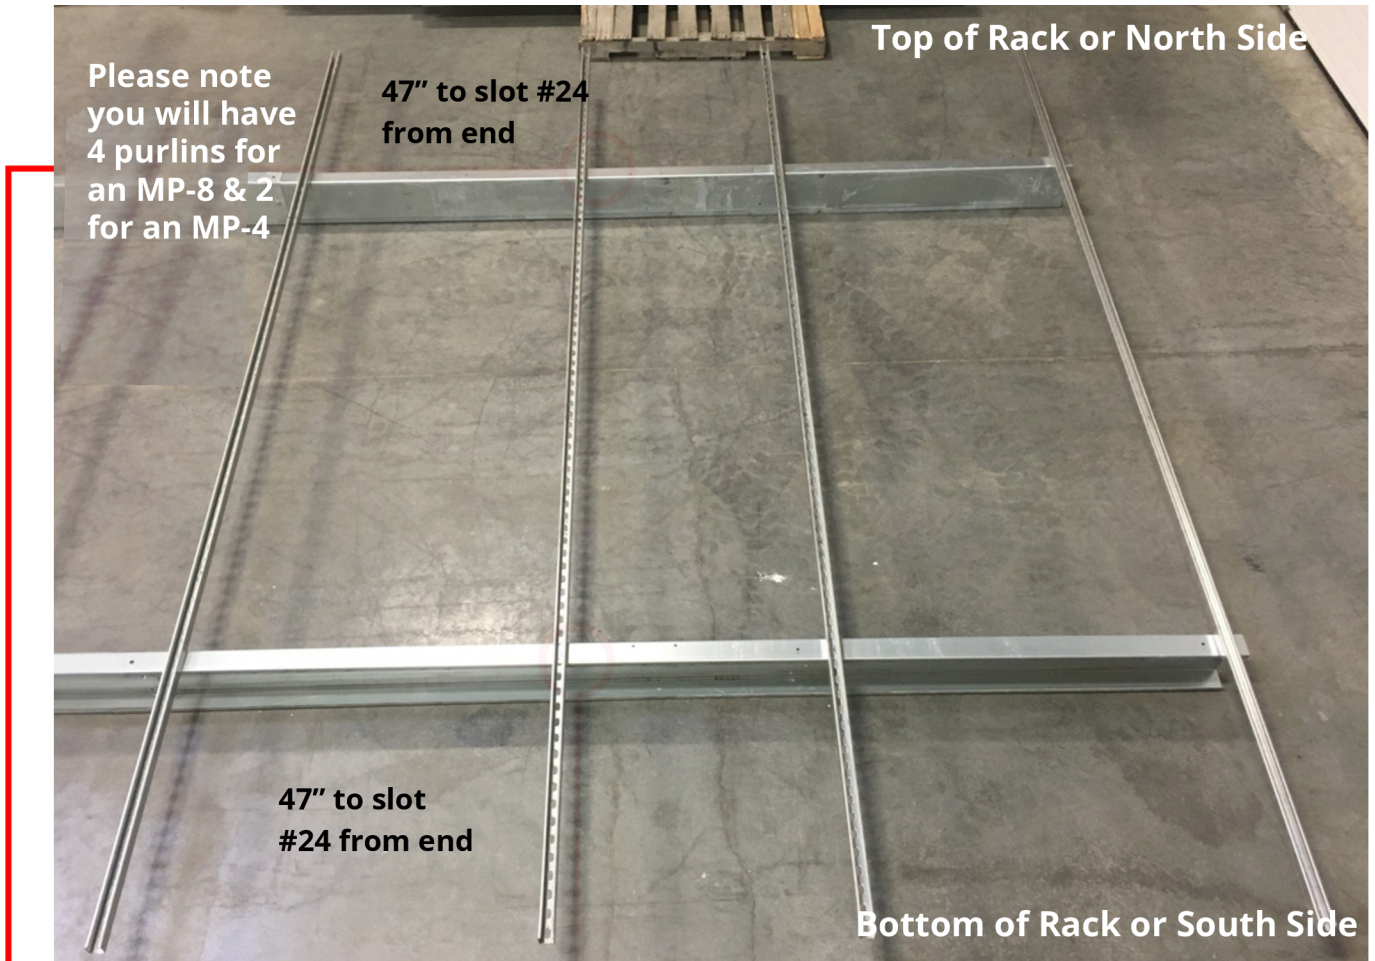 Top of Rack or North Side
Please note
you will have
4 purlins for
an MP-8 & 2
for an MP-4
47” to slot #24
from end
47” to slot
#24 from end
Bottom of Rack or South Side